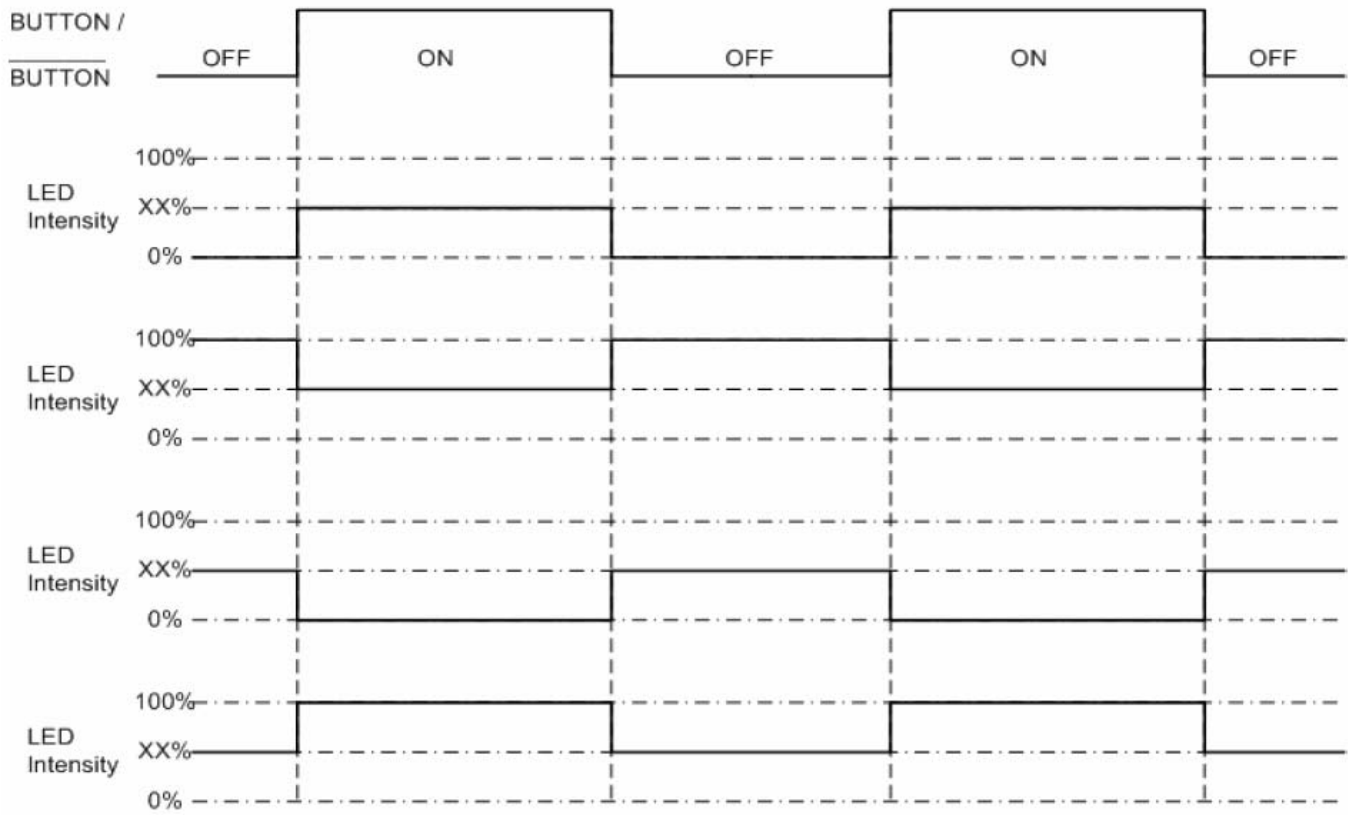 BUTTON /
BUTTON
OFF ON OFF ON OFF
100%
LED
Intensity
XX%
0%
100%
LED
Intensity
XX%
0%
100%
LED
Intensity
XX%
0%
100%
LED
Intensity
XX%
0%